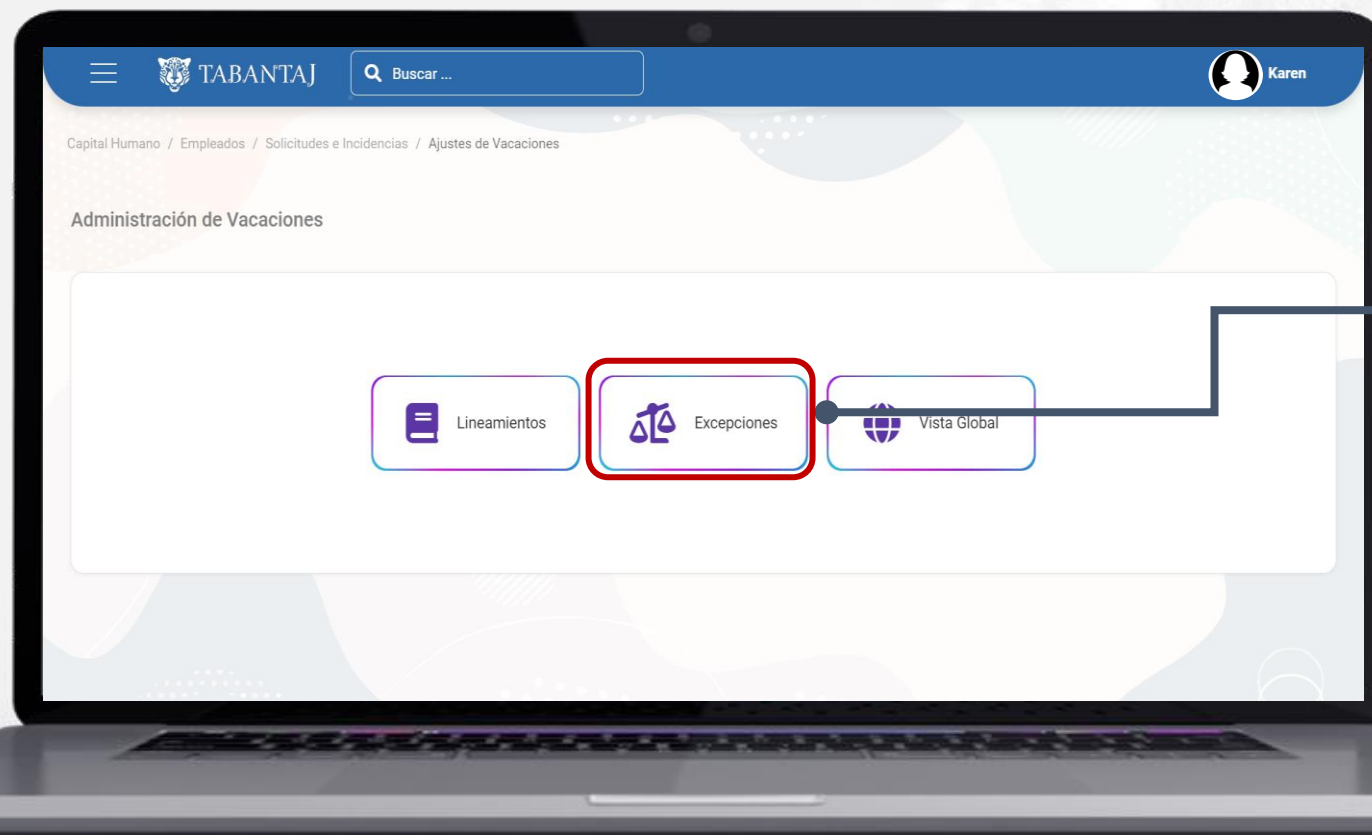 TABANTAJ
Buscar ...
Karen
Capital Humano / Empleados / Solicitudes e Incidencias / Ajustes de Vacaciones
Administración de Vacaciones
Lineamientos
Excepciones
Vista Global